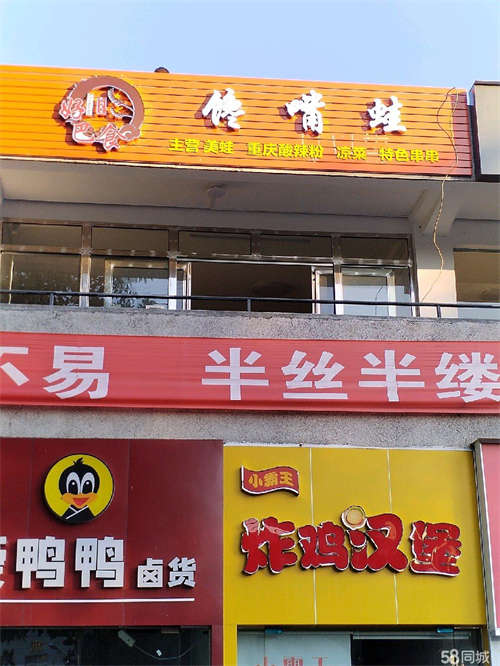 馋嘴蛙
主营 美蛙 重庆酸辣粉 凉菜 特色串串
不易 半丝半缕
小霸王
炸鸡汉堡
鸭鸭 卤货
58同城